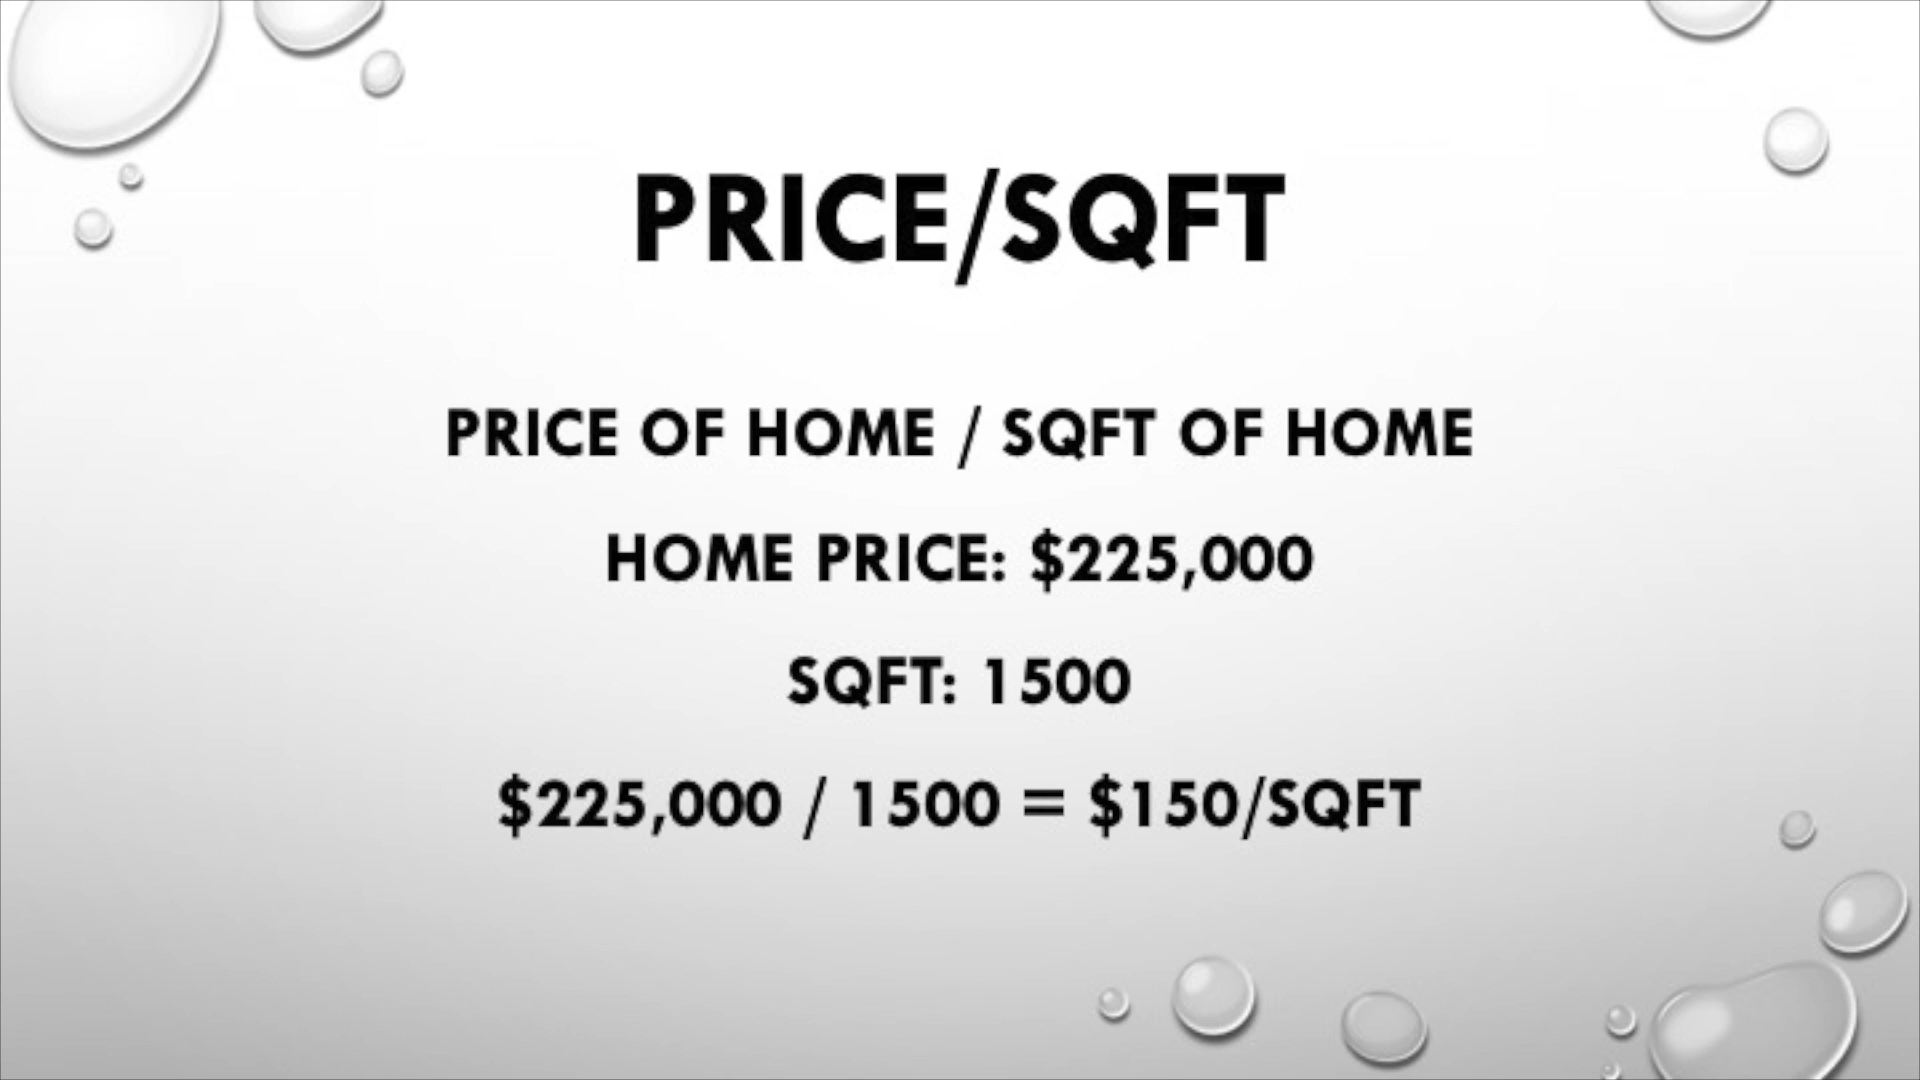 PRICE/SQFT
PRICE OF HOME / SQFT OF HOME
HOME PRICE: $225,000
SQFT: 1500
$225,000 / 1500 = $150/SQFT